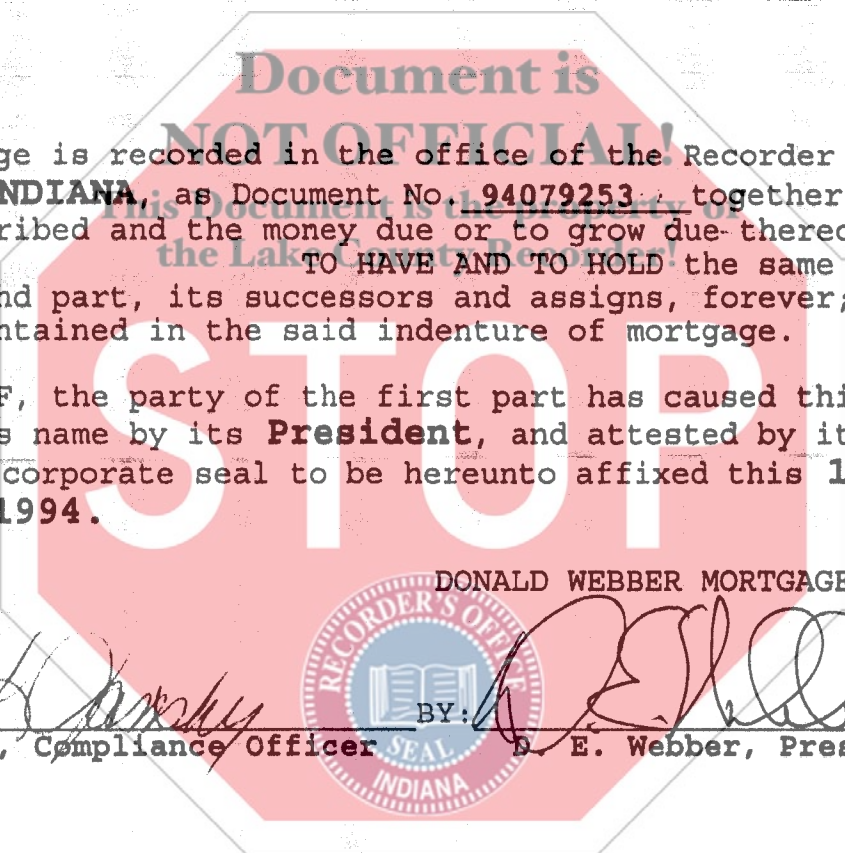 Document is
NOT OFFICIAL!
ge is recorded in the office of the Recorder
NDIANA, as Document No. 94079253 together
This Document is the property of
ribed and the money due or to grow due thereo
the Lake County Recorder!
TO HAVE AND TO HOLD the same
nd part, its successors and assigns, forever;
ntained in the said indenture of mortgage.
STOP
F, the party of the first part has caused thi
s name by its President, and attested by it
corporate seal to be hereunto affixed this 1
1994.
DONALD WEBBER MORTGAGE
RECORDER'S OFFICE
SEAL
INDIANA
BY:
, Compliance Officer D. E. Webber, Pres